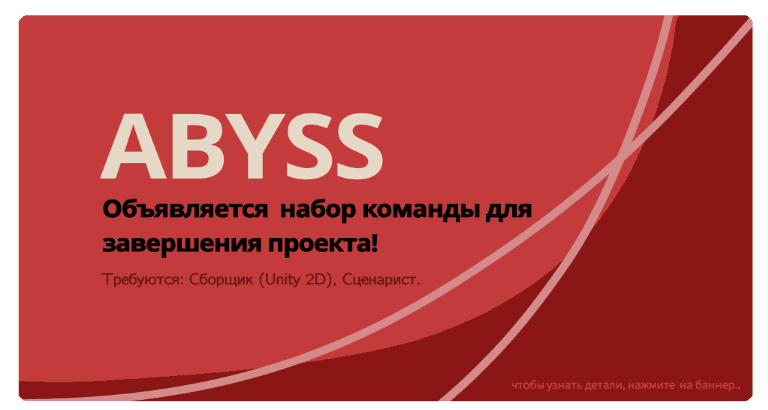 ABYSS
Объявляется набор команды для
завершения проекта!
Требуются: Сборщик (Unity 2D), Сценарист.
чтобы узнать детали, нажмите на баннер..